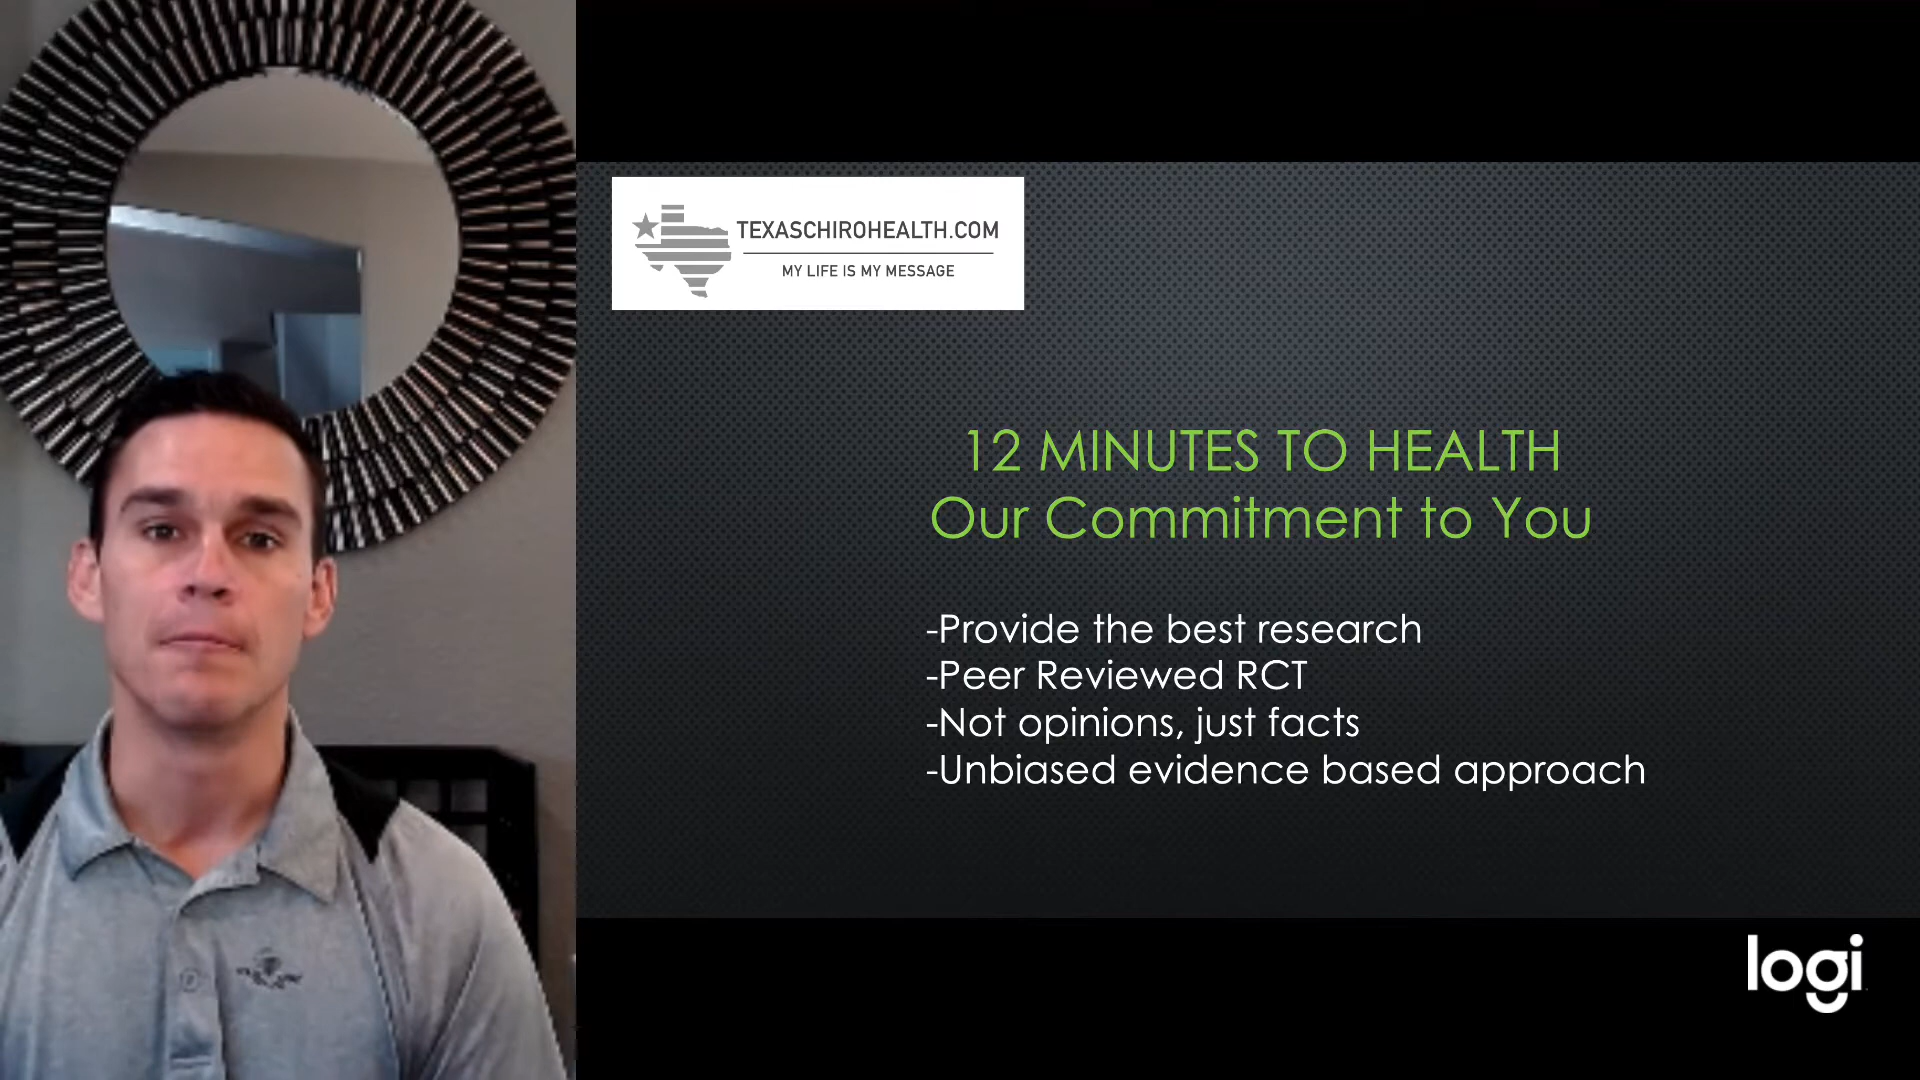 TEXASCHIROHEALTH.COM
MY LIFE IS MY MESSAGE
12 MINUTES TO HEALTH
Our Commitment to You
-Provide the best research
-Peer Reviewed RCT
-Not opinions, just facts
-Unbiased evidence based approach
logi